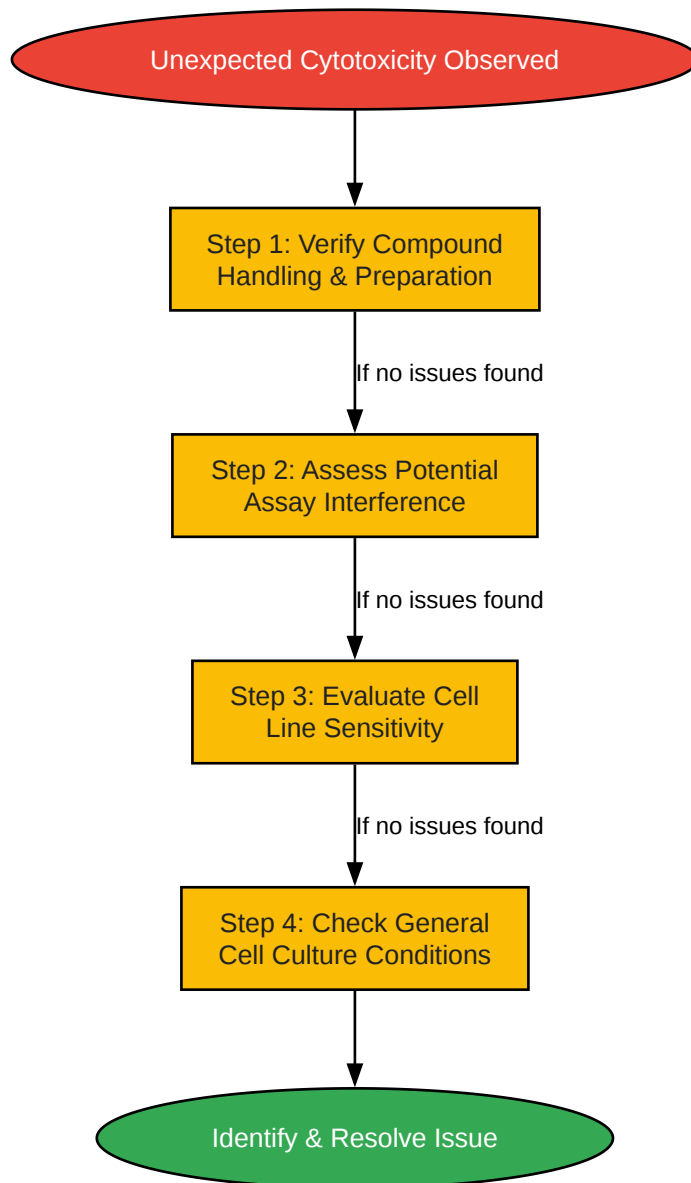 Unexpected Cytotoxicity Observed
Step 1: Verify Compound
Handling & Preparation
If no issues found
Step 2: Assess Potential
Assay Interference
If no issues found
Step 3: Evaluate Cell
Line Sensitivity
If no issues found
Step 4: Check General
Cell Culture Conditions
Identify & Resolve Issue